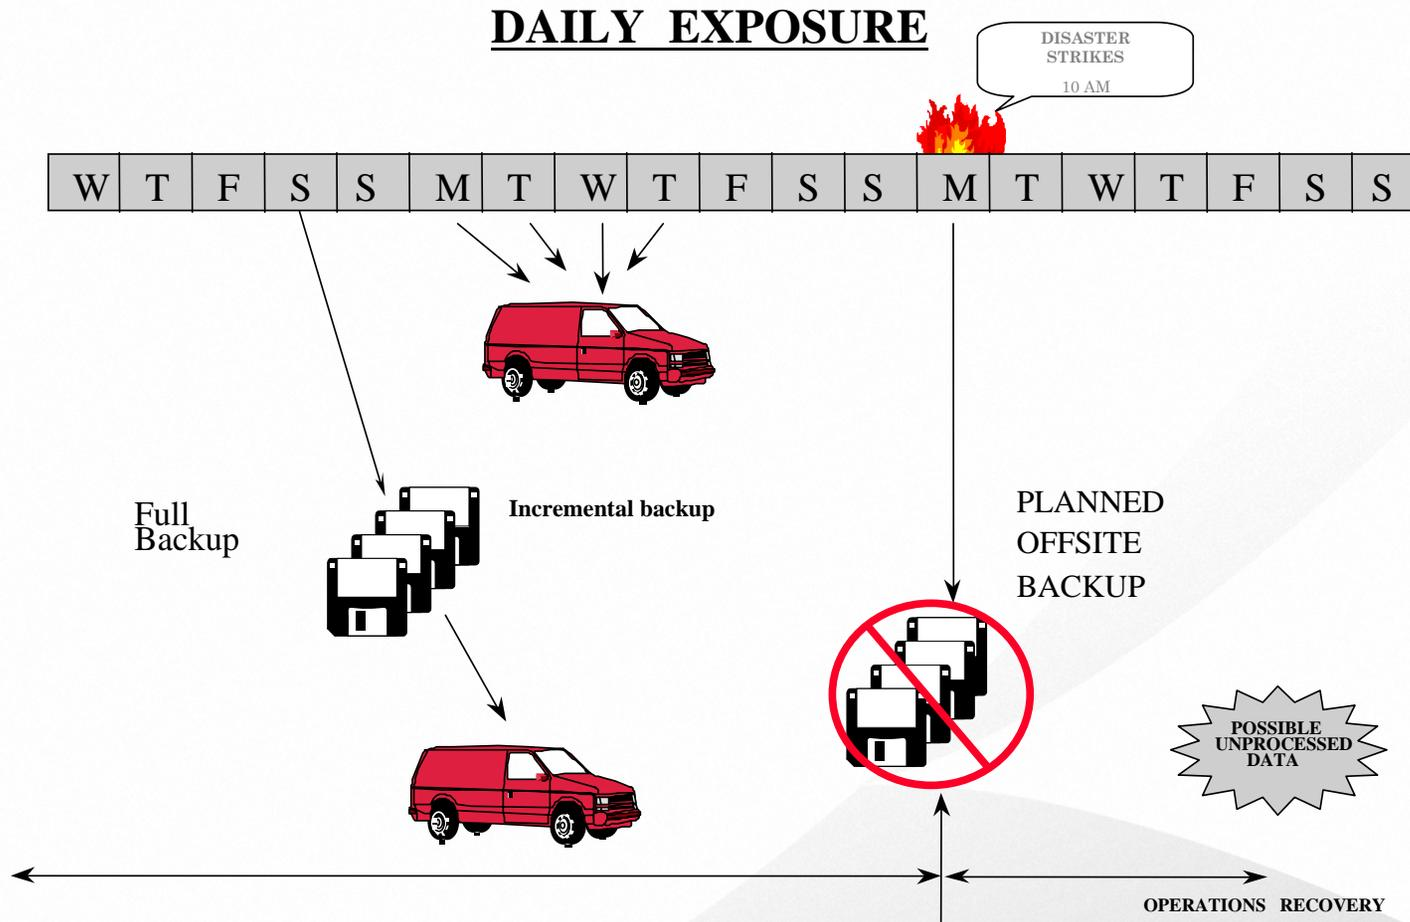 DAILY EXPOSURE
DISASTER
STRIKES
10 AM
W T F S S M T W T F S S M T W T F S S
Full
Backup
Incremental backup
PLANNED
OFFSITE
BACKUP
POSSIBLE
UNPROCESSED
DATA
OPERATIONS RECOVERY